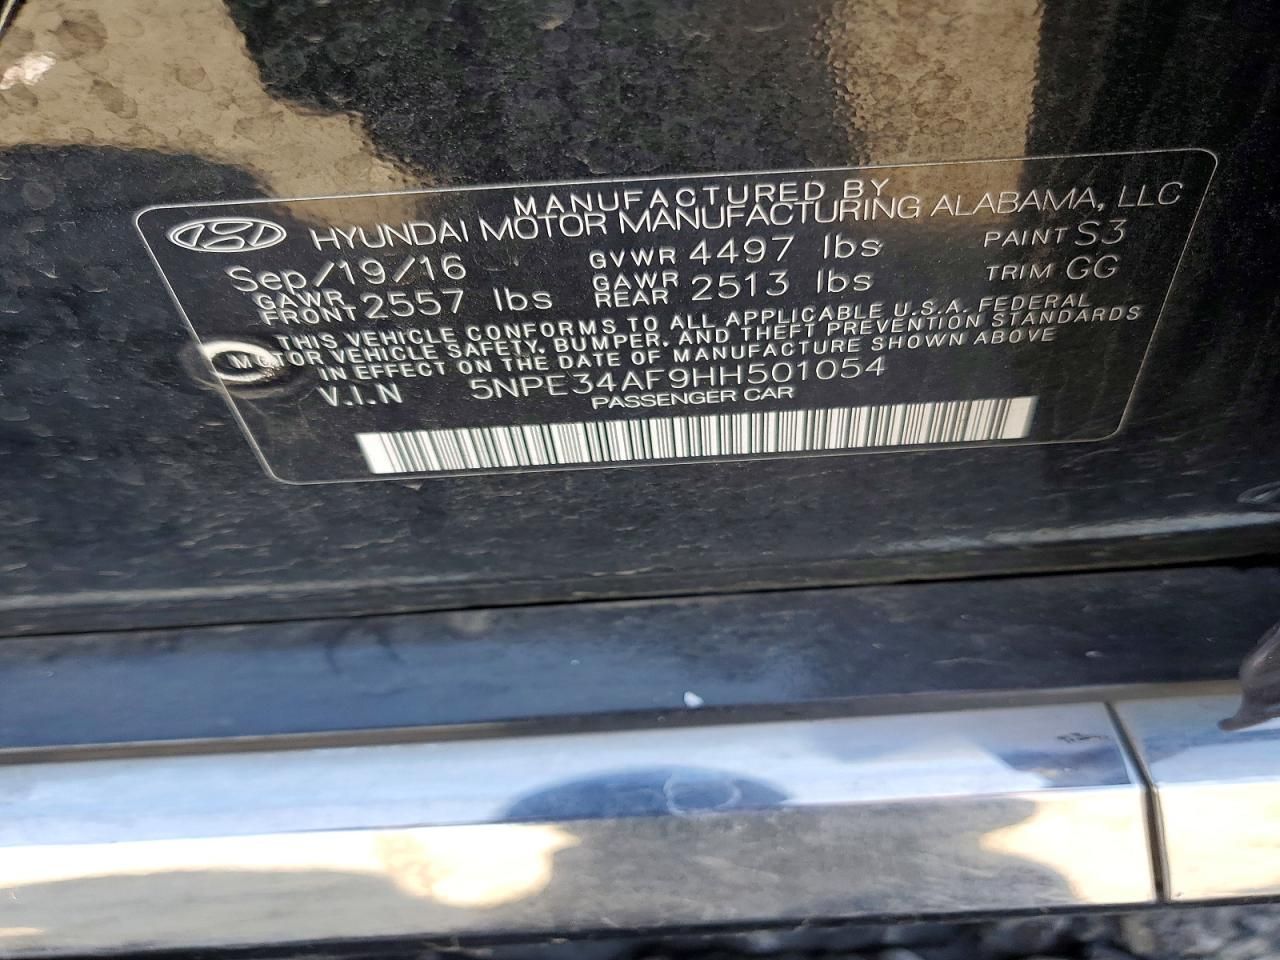 MANUFACTURED BY
HYUNDAI MOTOR MANUFACTURING ALABAMA, LLC
Sep/19/16 GVWR 4497 lbs PAINT S3
GAWR FRONT 2557 lbs GAWR REAR 2513 lbs TRIM GG
THIS VEHICLE CONFORMS TO ALL APPLICABLE U.S.A. FEDERAL
MOTOR VEHICLE SAFETY, BUMPER, AND THEFT PREVENTION STANDARDS
IN EFFECT ON THE DATE OF MANUFACTURE SHOWN ABOVE
V.I.N 5NPE34AF9HH501054
PASSENGER CAR